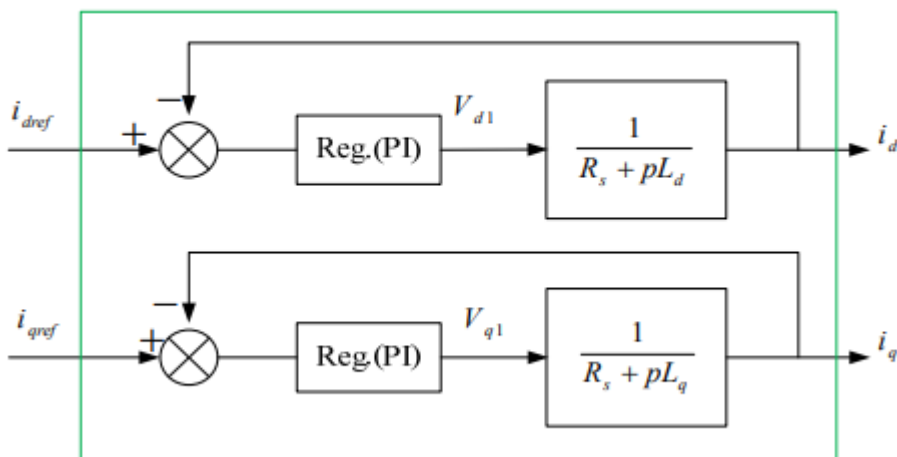 i_dref
−
+
Reg.(PI)
V_d1
1
R_s + pL_d
i_d
i_qref
−
+
Reg.(PI)
V_q1
1
R_s + pL_q
i_q